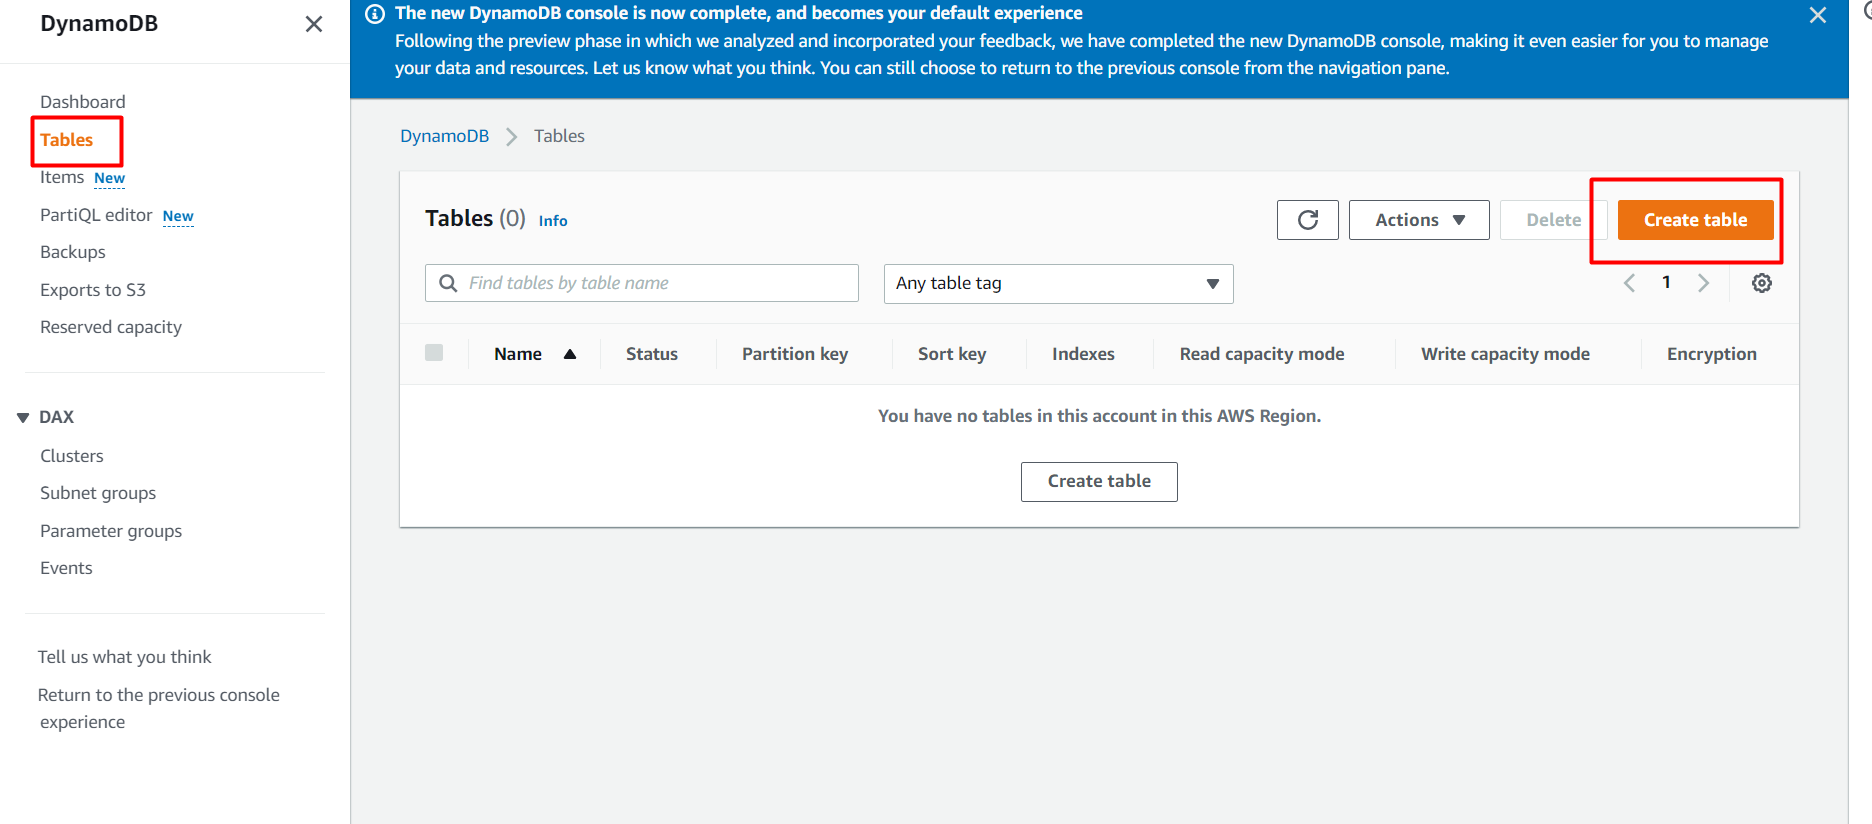 DynamoDB
Dashboard
Tables
Items New
PartiQL editor New
Backups
Exports to S3
Reserved capacity
DAX
Clusters
Subnet groups
Parameter groups
Events
Tell us what you think
Return to the previous console
experience
The new DynamoDB console is now complete, and becomes your default experience
Following the preview phase in which we analyzed and incorporated your feedback, we have completed the new DynamoDB console, making it even easier for you to manage
your data and resources. Let us know what you think. You can still choose to return to the previous console from the navigation pane.
DynamoDB Tables
Tables (0) Info
Actions Delete Create table
Find tables by table name Any table tag 1
Name Status Partition key Sort key Indexes Read capacity mode Write capacity mode Encryption
You have no tables in this account in this AWS Region.
Create table